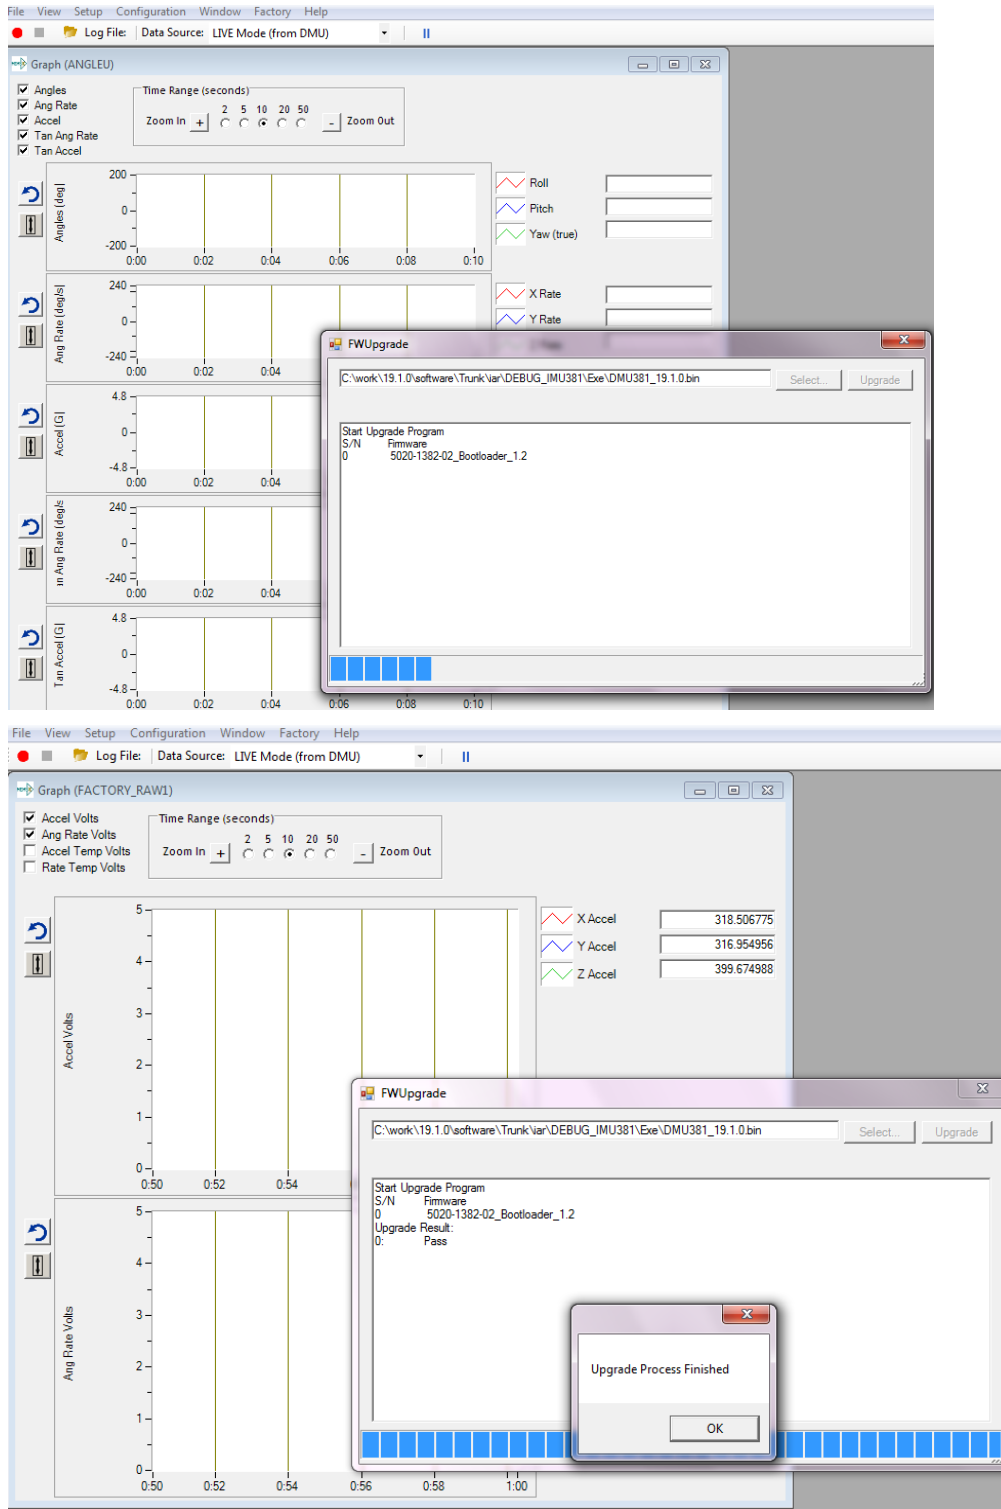 File View Setup Configuration Window Factory Help
Log File: Data Source: LIVE Mode (from DMU)
Graph (ANGLEU)
Angles
Ang Rate
Accel
Tan Ang Rate
Tan Accel
Time Range (seconds)
2 5 10 20 50
Zoom In + - Zoom Out
Angles (deg)
200
0
-200
0:00 0:02 0:04 0:06 0:08 0:10
Roll
Pitch
Yaw (true)
Ang Rate (deg/s)
240
0
-240
0:00 0:02 0:04
X Rate
Y Rate
Accel (G)
4.8
0
-4.8
0:00 0:02 0:04
an Ang Rate (deg/s
240
0
-240
0:00 0:02 0:04
Tan Accel (G)
4.8
0
-4.8
0:00 0:02 0:04 0:06 0:08 0:10
FWUpgrade
C:\work\19.1.0\software\Trunk\iar\DEBUG_IMU381\Exe\DMU381_19.1.0.bin
Select... Upgrade
Start Upgrade Program
S/N Firmware
0 5020-1382-02_Bootloader_1.2
File View Setup Configuration Window Factory Help
Log File: Data Source: LIVE Mode (from DMU)
Graph (FACTORY_RAW1)
Accel Volts
Ang Rate Volts
Accel Temp Volts
Rate Temp Volts
Time Range (seconds)
2 5 10 20 50
Zoom In + - Zoom Out
Accel Volts
5
4
3
2
1
0
0:50 0:52 0:54
X Accel 318.506775
Y Accel 316.954956
Z Accel 399.674988
Ang Rate Volts
5
4
3
2
1
0
0:50 0:52 0:54 0:56 0:58 1:00
FWUpgrade
C:\work\19.1.0\software\Trunk\iar\DEBUG_IMU381\Exe\DMU381_19.1.0.bin
Select... Upgrade
Start Upgrade Program
S/N Firmware
0 5020-1382-02_Bootloader_1.2
Upgrade Result:
0: Pass
Upgrade Process Finished
OK